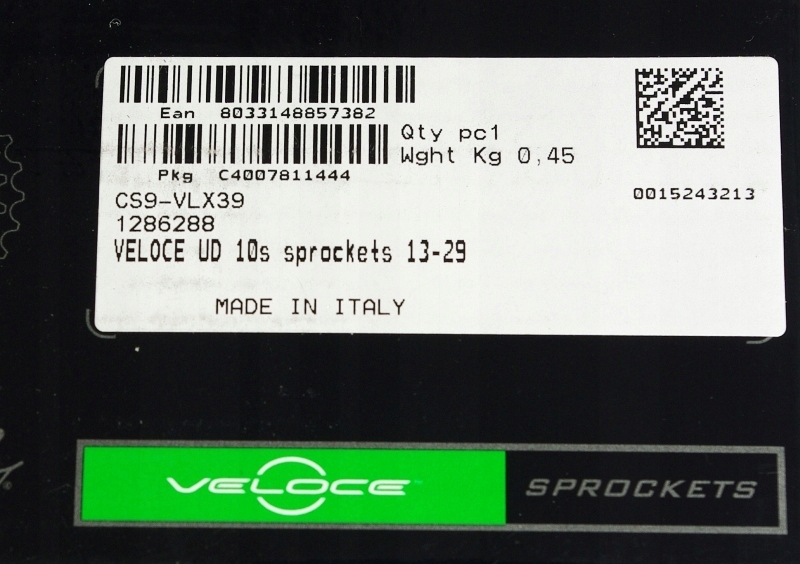 Ean 8033148857382
Qty pc1
Wght Kg 0,45
Pkg C4007811444
0015243213
CS9-VLX39
1286288
VELOCE UD 10s sprockets 13-29
MADE IN ITALY
VELOCE™ SPROCKETS